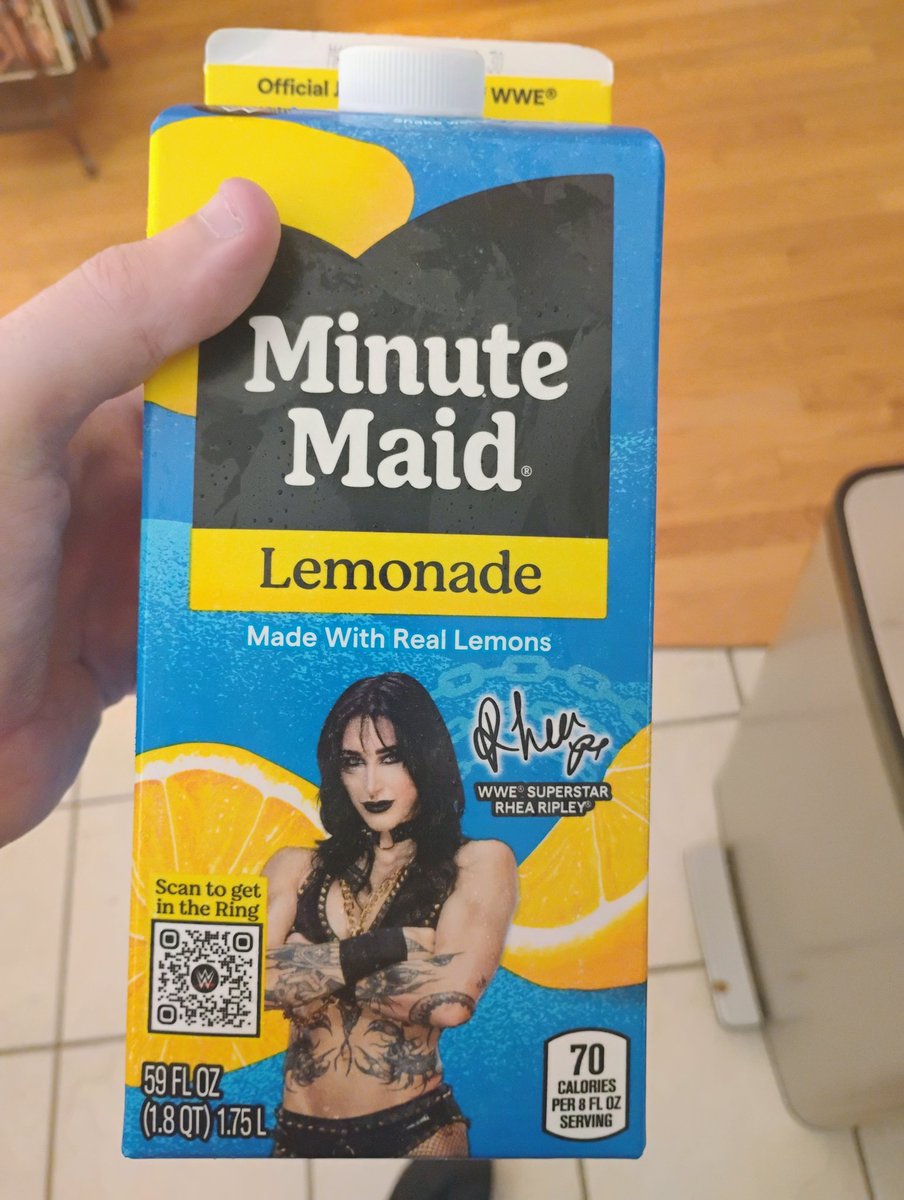 Official J WWE®
Minute
Maid®
Lemonade
Made With Real Lemons
Rhea
WWE® SUPERSTAR
RHEA RIPLEY®
Scan to get
in the Ring
W
59 FL OZ
(1.8 QT) 1.75 L
70
CALORIES
PER 8 FL OZ
SERVING